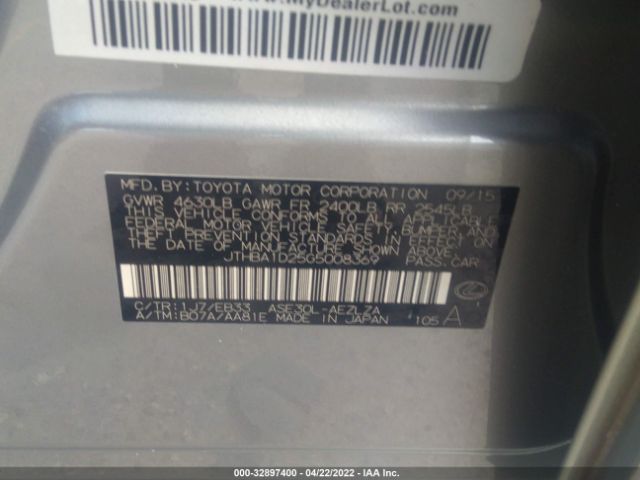 MyDealerLot.com
MFD. BY: TOYOTA MOTOR CORPORATION 09/15
GVWR 4630LB GAWR FR 2400LB RR 2545LB
THIS VEHICLE CONFORMS TO ALL APPLICABLE
FEDERAL MOTOR VEHICLE SAFETY, BUMPER, AND
THEFT PREVENTION STANDARDS IN EFFECT ON
THE DATE OF MANUFACTURE SHOWN ABOVE.
JTHBA1D25G5008369 PASS. CAR
C/TR: 1J7/EB33 ASE30L-AEZLZA
A/TM: B07A/AA81E MADE IN JAPAN 105 A
000-32897400 - 04/22/2022 - IAA Inc.